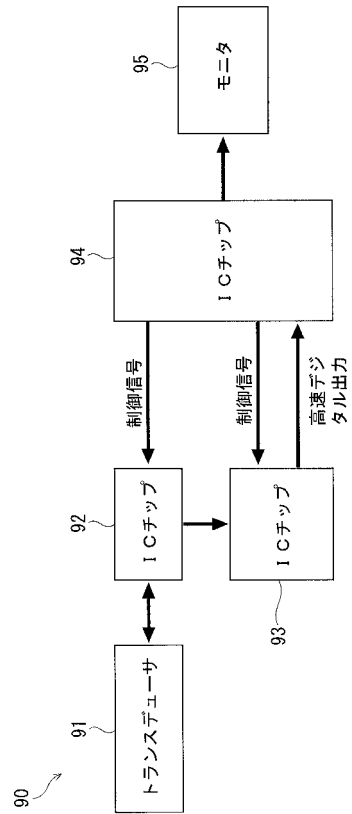 90
91
トランスデューサ
92
ICチップ
93
ICチップ
制御信号
制御信号
高速デジ
タル出力
94
ICチップ
95
モニタ